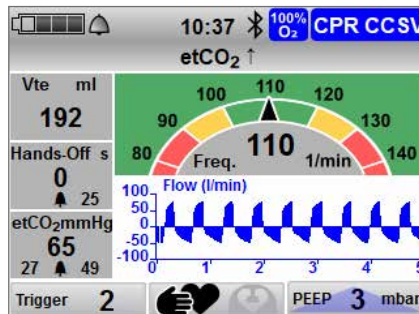 10:37 100% O₂ CPR CCSV
etCO₂ ↑
Vte ml
192
Hands-Off s
0
25
etCO₂mmHg
65
27 49
80 90 100 110 120 130 140
Freq. 110 1/min
Flow (l/min)
100
50
0
-50
-100
0 1' 2' 3' 4' 5
Trigger 2
PEEP 3 mbar